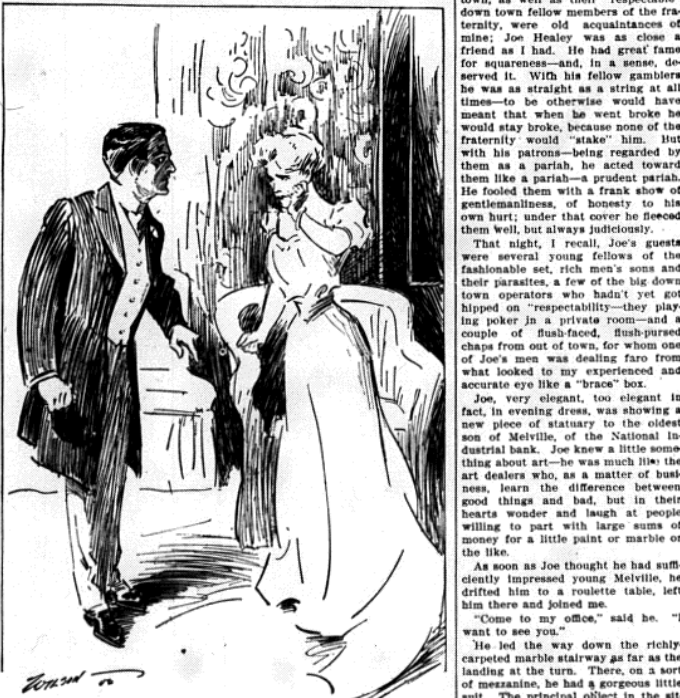 down town fellow members of the fra-
ternity, were old acquaintances of
mine; Joe Healey was as close a
friend as I had. He had great fame
for squareness—and, in a sense, de-
served it. With his fellow gamblers
he was as straight as a string at all
times—to be otherwise would have
meant that when he went broke he
would stay broke, because none of the
fraternity would "stake" him. But
with his patrons—being regarded by
them as a pariah, he acted toward
them like a pariah—a prudent pariah.
He fooled them with a frank show of
gentlemanliness, of honesty to his
own hurt; under that cover he fleeced
them well, but always judiciously.
That night, I recall, Joe's guests
were several young fellows of the
fashionable set, rich men's sons and
their parasites, a few of the big down
town operators who hadn't yet got
hipped on "respectability—they play-
ing poker in a private room—and a
couple of flush-faced, flush-pursed
chaps from out of town, for whom one
of Joe's men was dealing faro from
what looked to my experienced and
accurate eye like a "brace" box.
Joe, very elegant, too elegant in
fact, in evening dress, was showing a
new piece of statuary to the oldest
son of Melville, of the National In-
dustrial bank. Joe knew a little some-
thing about art—he was much like the
art dealers who, as a matter of busi-
ness, learn the difference between
good things and bad, but in their
hearts wonder and laugh at people
willing to part with large sums of
money for a little paint or marble or
the like.
As soon as Joe thought he had suffi-
ciently impressed young Melville, he
drifted him to a roulette table, left
him there and joined me.
"Come to my office," said he. "I
want to see you."
He led the way down the richly-
carpeted marble stairway as far as the
landing at the turn. There, on a sort
of mezzanine, he had a gorgeous little